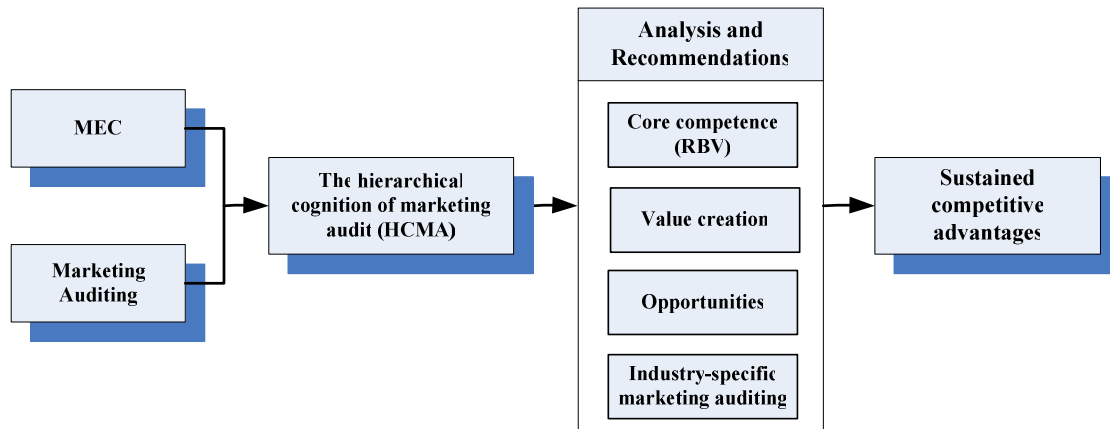 MEC
Marketing
Auditing
The hierarchical
cognition of marketing
audit (HCMA)
Analysis and
Recommendations
Core competence
(RBV)
Value creation
Opportunities
Industry-specific
marketing auditing
Sustained
competitive
advantages